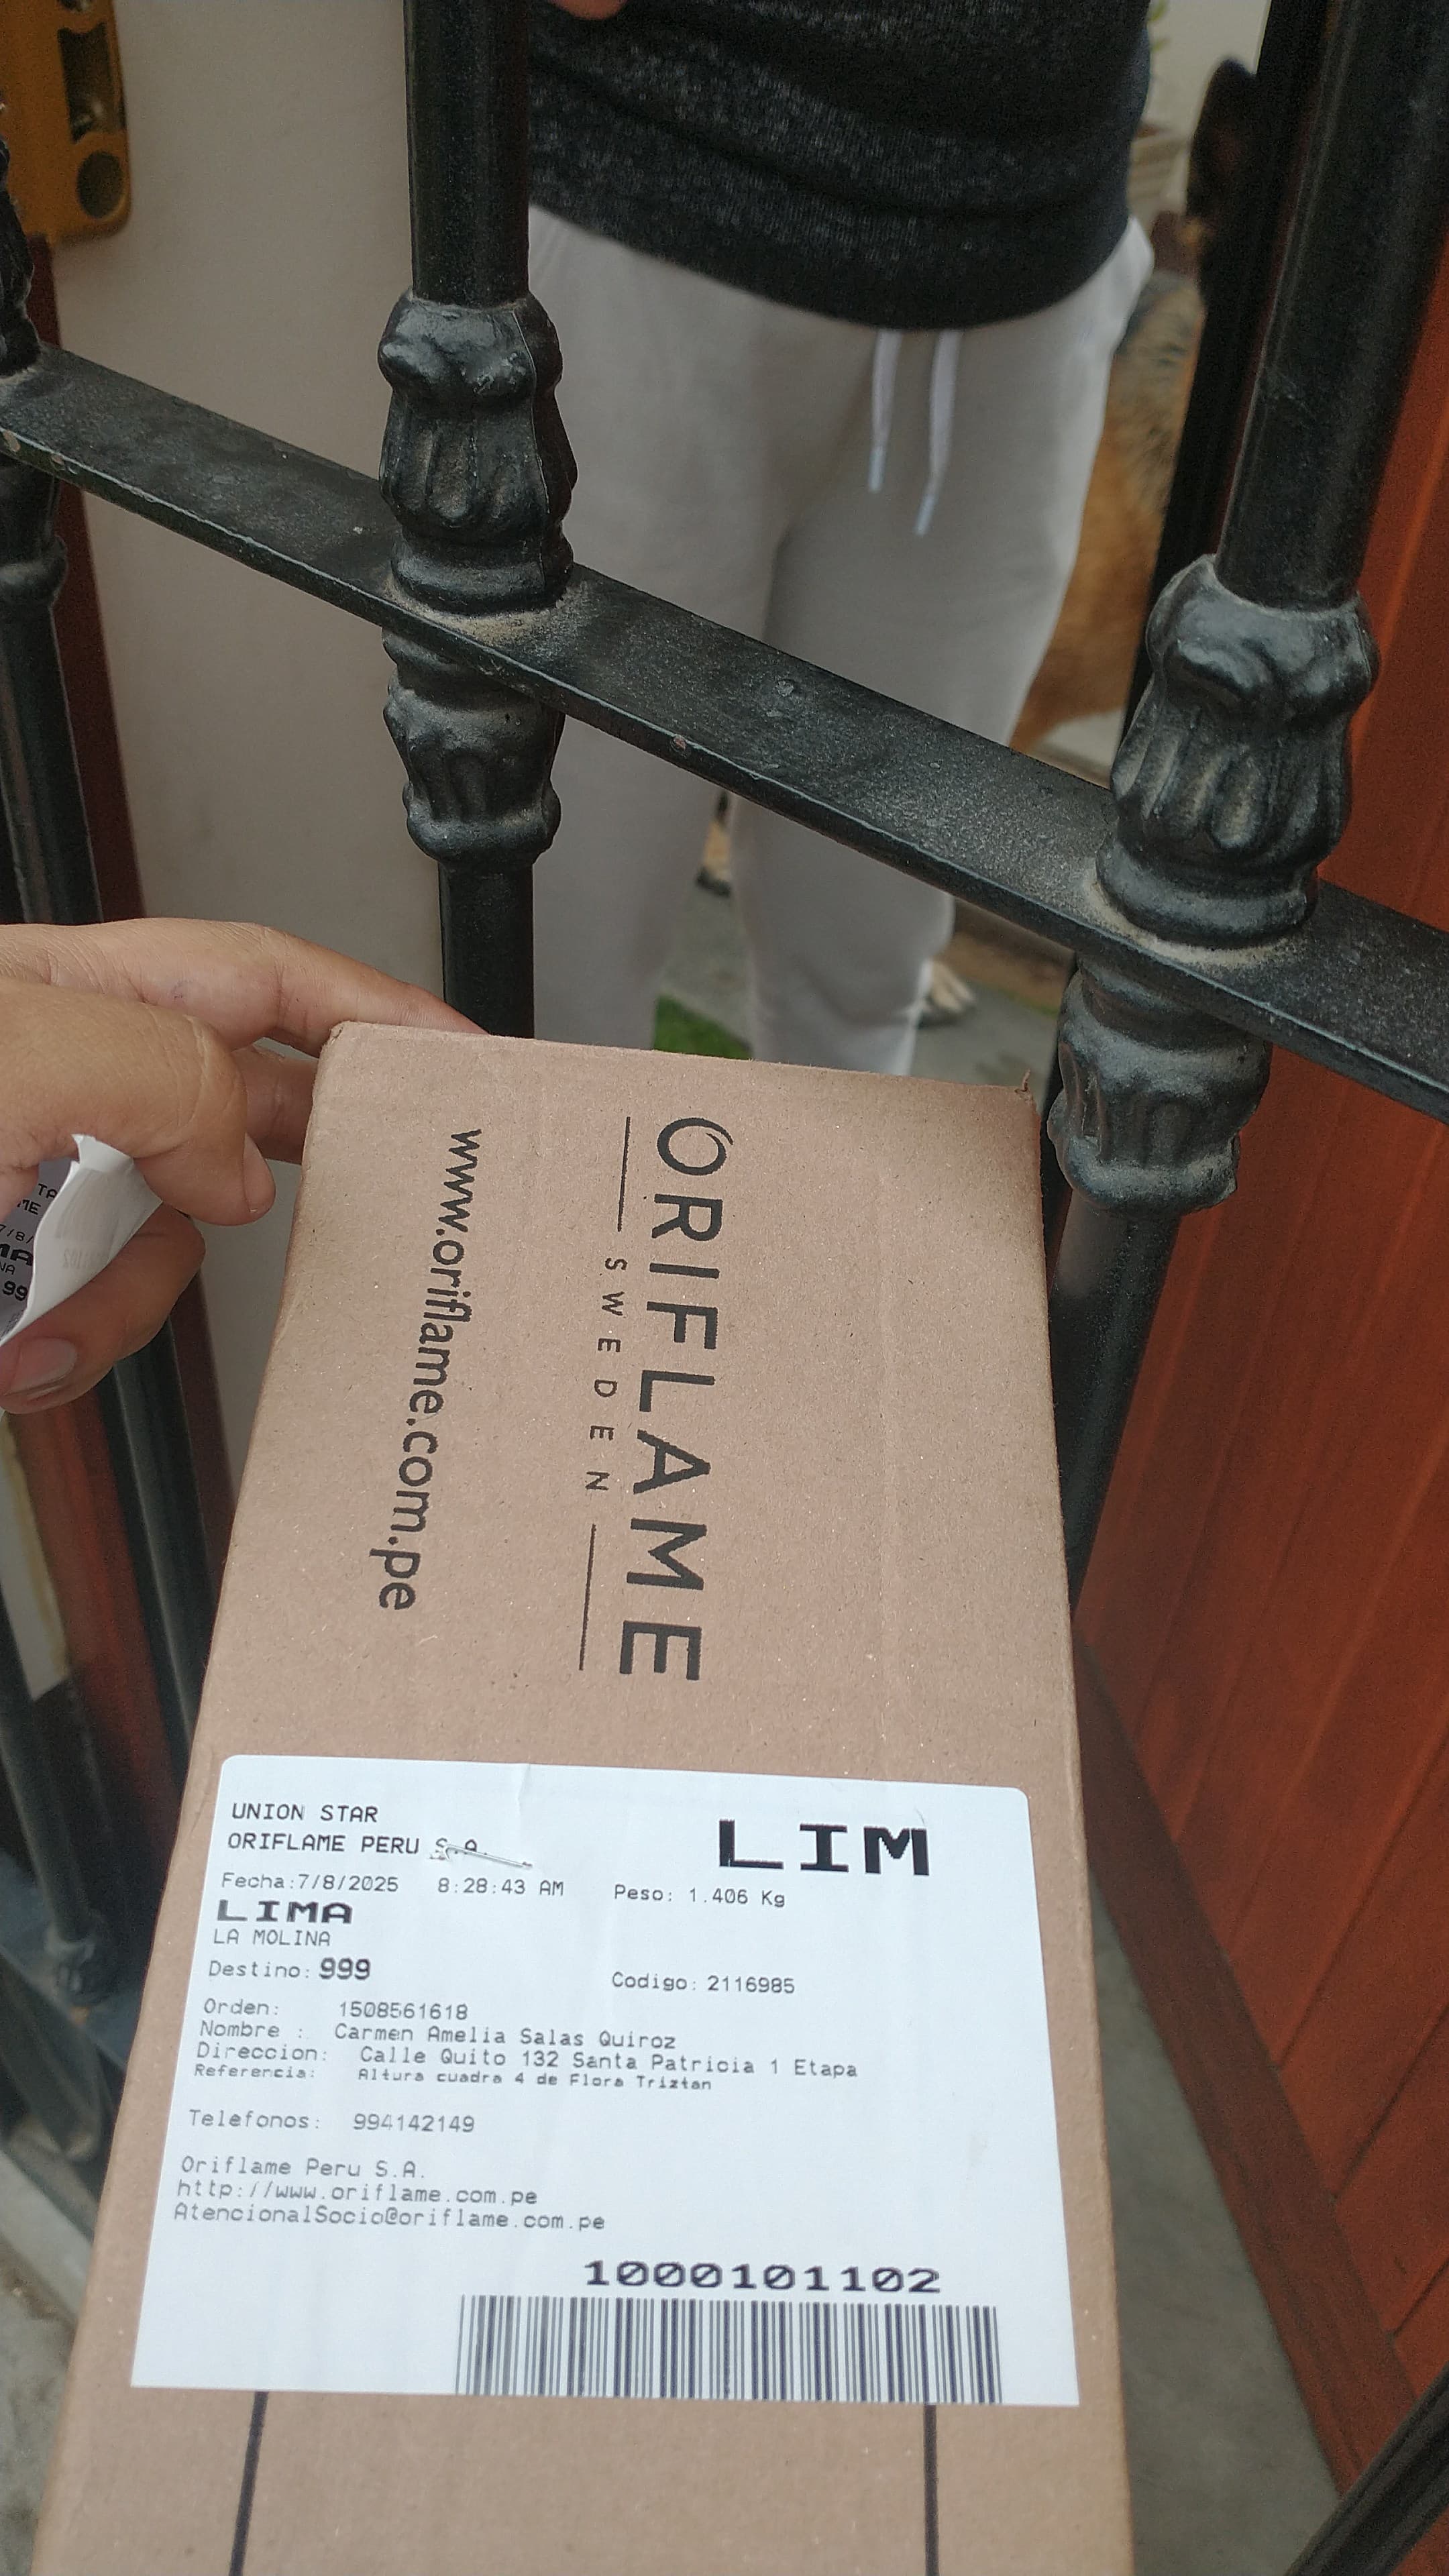 ORIFLAME
SWEDEN
www.oriflame.com.pe
UNION STAR
ORIFLAME PERU S.A.
LIM
Fecha:7/8/2025 8:28:43 AM Peso: 1.406 Kg
LIMA
LA MOLINA
Destino: 999 Codigo: 2116985
Orden: 1508561618
Nombre : Carmen Amelia Salas Quiroz
Direccion: Calle Quito 132 Santa Patricia 1 Etapa
Referencia: Altura cuadra 4 de Flora Triztan
Telefonos: 994142149
Oriflame Peru S.A.
http://www.oriflame.com.pe
AtencionalSocio@oriflame.com.pe
1000101102